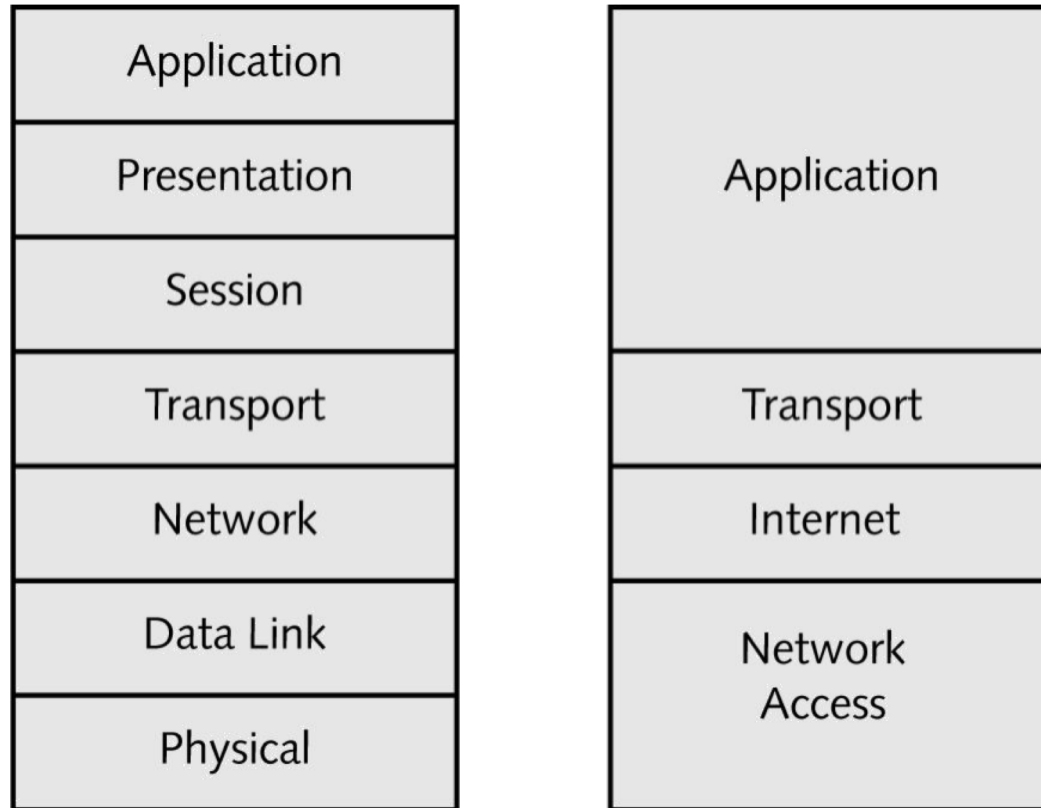 Application
Presentation
Session
Transport
Network
Data Link
Physical
Application
Transport
Internet
Network
Access